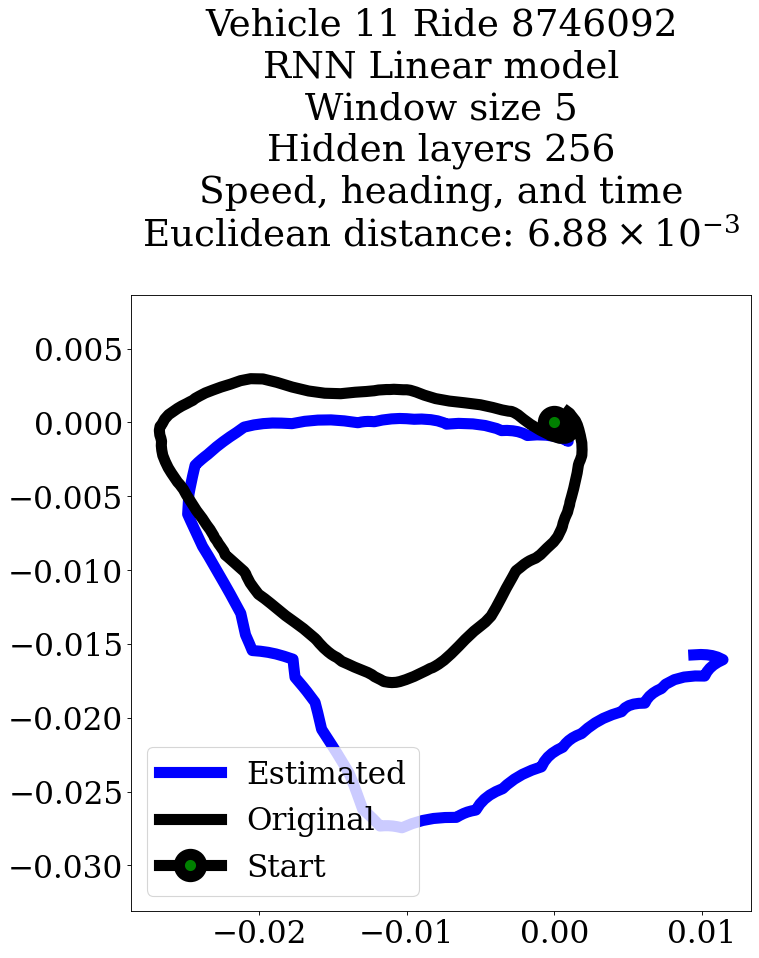 Vehicle 11 Ride 8746092
RNN Linear model
Window size 5
Hidden layers 256
Speed, heading, and time
Euclidean distance: 6.88 × 10⁻³
0.005
0.000
−0.005
−0.010
−0.015
−0.020
−0.025
−0.030
Estimated
Original
Start
−0.02
−0.01
0.00
0.01